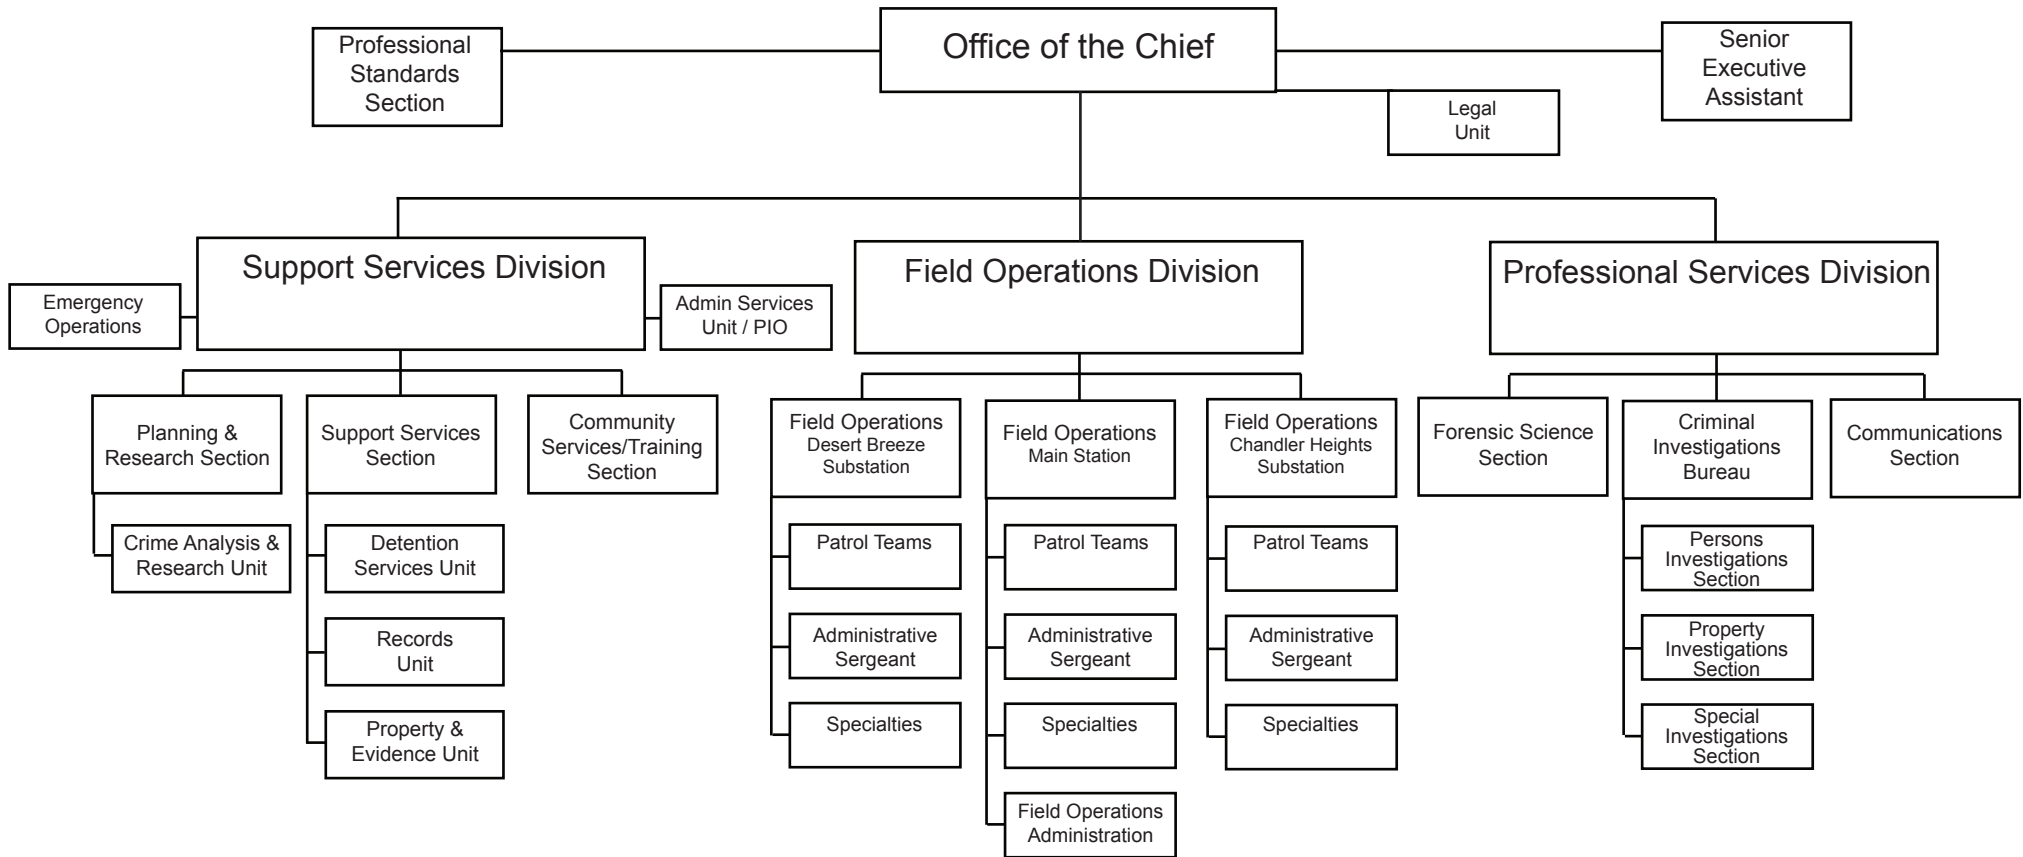 Professional
Standards
Section
Office of the Chief
Senior
Executive
Assistant
Legal
Unit
Support Services Division
Field Operations Division
Professional Services Division
Emergency
Operations
Admin Services
Unit / PIO
Planning &
Research Section
Support Services
Section
Community
Services/Training
Section
Field Operations
Desert Breeze
Substation
Field Operations
Main Station
Field Operations
Chandler Heights
Substation
Forensic Science
Section
Criminal
Investigations
Bureau
Communications
Section
Crime Analysis &
Research Unit
Detention
Services Unit
Records
Unit
Property &
Evidence Unit
Patrol Teams
Administrative
Sergeant
Specialties
Patrol Teams
Administrative
Sergeant
Specialties
Field Operations
Administration
Patrol Teams
Administrative
Sergeant
Specialties
Persons
Investigations
Section
Property
Investigations
Section
Special
Investigations
Section